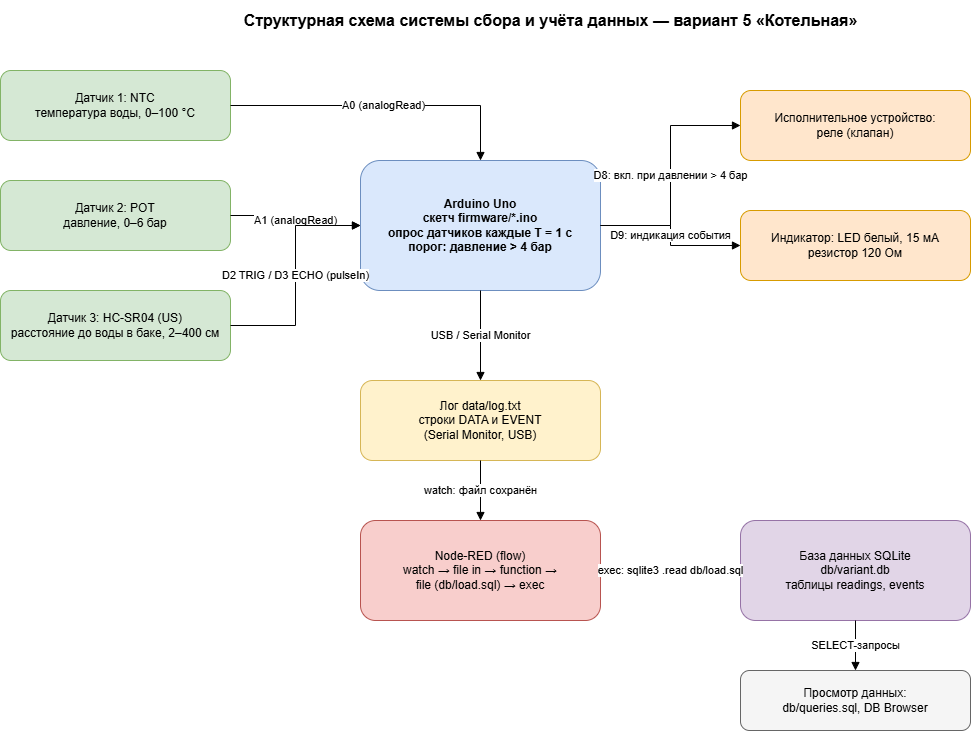 Структурная схема системы сбора и учёта данных — вариант 5 «Котельная»
Датчик 1: NTC
температура воды, 0–100 °C
A0 (analogRead)
Исполнительное устройство:
реле (клапан)
D8: вкл. при давлении > 4 бар
Датчик 2: POT
давление, 0–6 бар
A1 (analogRead)
Arduino Uno
скетч firmware/*.ino
опрос датчиков каждые T = 1 с
порог: давление > 4 бар
D9: индикация события
Индикатор: LED белый, 15 мА
резистор 120 Ом
D2 TRIG / D3 ECHO (pulseIn)
Датчик 3: HC-SR04 (US)
расстояние до воды в баке, 2–400 см
USB / Serial Monitor
Лог data/log.txt
строки DATA и EVENT
(Serial Monitor, USB)
watch: файл сохранён
Node-RED (flow)
watch → file in → function →
file (db/load.sql) → exec
exec: sqlite3 .read db/load.sql
База данных SQLite
db/variant.db
таблицы readings, events
SELECT-запросы
Просмотр данных:
db/queries.sql, DB Browser